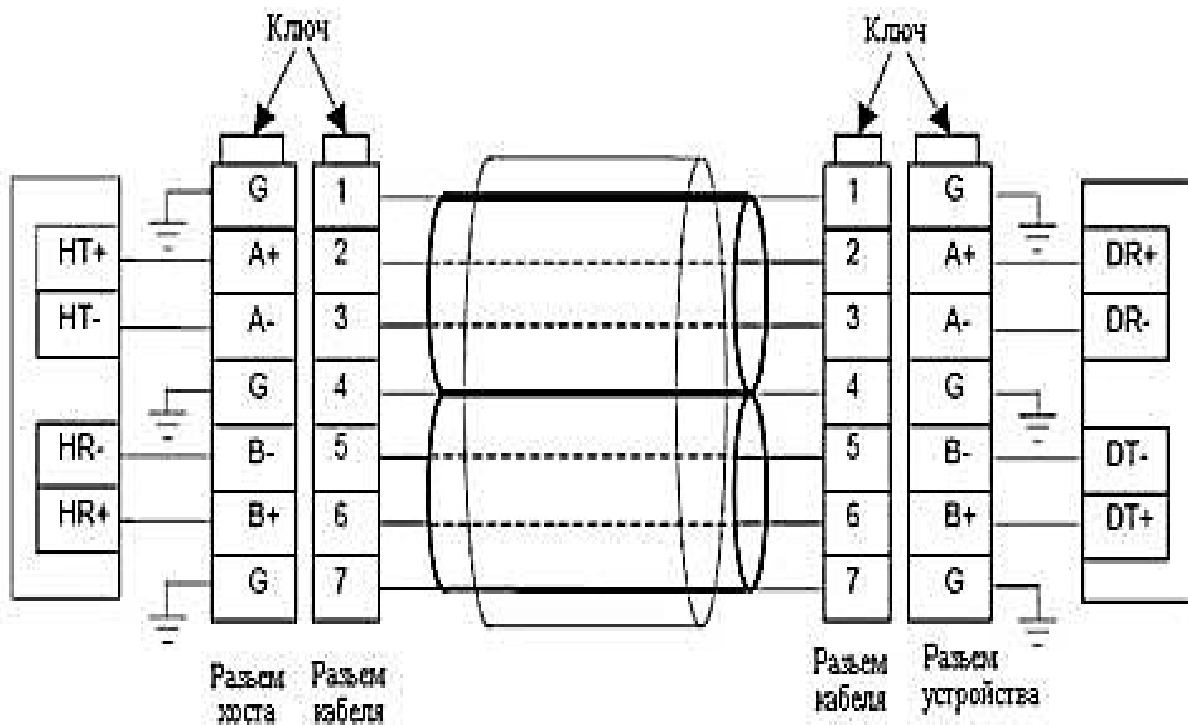 Ключ Ключ
G 1 1 G
HT+ A+ 2 2 A+ DR+
HT- A- 3 3 A- DR-
G 4 4 G
HR- B- 5 5 B- DT-
HR+ B+ 6 6 B+ DT+
G 7 7 G
Разъем хоста
Разъем кабеля
Разъем кабеля
Разъем устройства